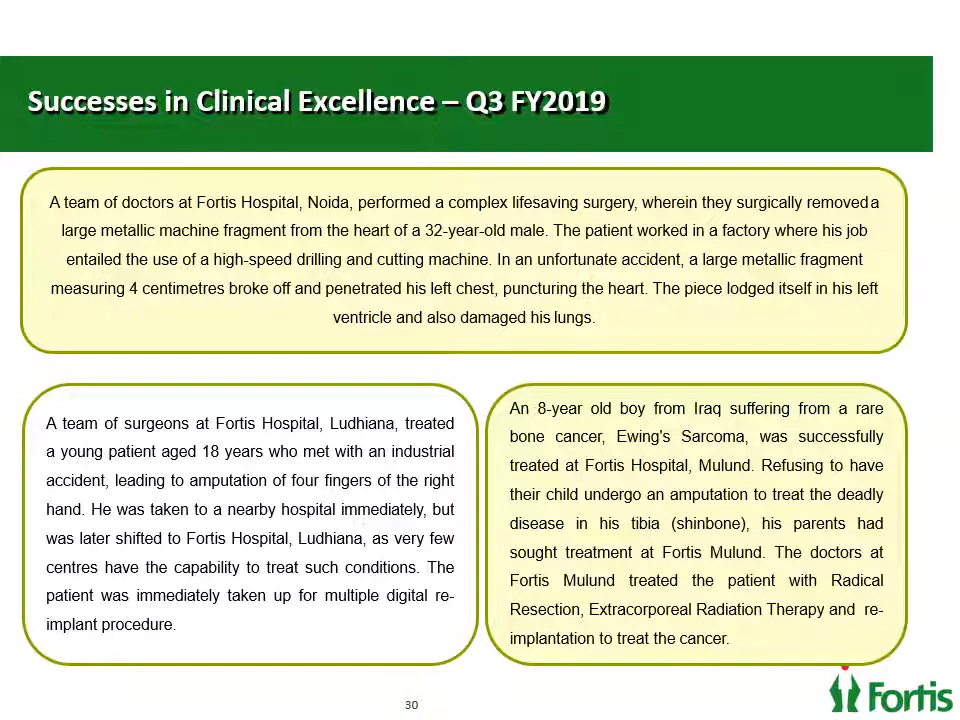 Successes in Clinical Excellence – Q3 FY2019
A team of doctors at Fortis Hospital, Noida, performed a complex lifesaving surgery, wherein they surgically removed a
large metallic machine fragment from the heart of a 32-year-old male. The patient worked in a factory where his job
entailed the use of a high-speed drilling and cutting machine. In an unfortunate accident, a large metallic fragment
measuring 4 centimetres broke off and penetrated his left chest, puncturing the heart. The piece lodged itself in his left
ventricle and also damaged his lungs.
A team of surgeons at Fortis Hospital, Ludhiana, treated
a young patient aged 18 years who met with an industrial
accident, leading to amputation of four fingers of the right
hand. He was taken to a nearby hospital immediately, but
was later shifted to Fortis Hospital, Ludhiana, as very few
centres have the capability to treat such conditions. The
patient was immediately taken up for multiple digital re-
implant procedure.
An 8-year old boy from Iraq suffering from a rare
bone cancer, Ewing's Sarcoma, was successfully
treated at Fortis Hospital, Mulund. Refusing to have
their child undergo an amputation to treat the deadly
disease in his tibia (shinbone), his parents had
sought treatment at Fortis Mulund. The doctors at
Fortis Mulund treated the patient with Radical
Resection, Extracorporeal Radiation Therapy and re-
implantation to treat the cancer.
30
Fortis